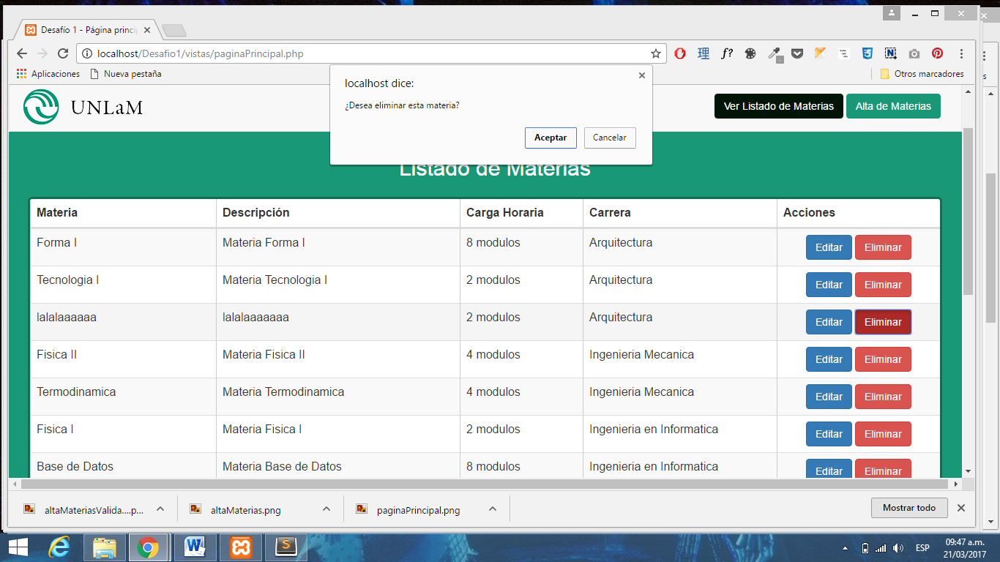 Desafío 1 - Página princi
localhost/Desafio1/vistas/paginaPrincipal.php
Aplicaciones Nueva pestaña Otros marcadores
localhost dice:
¿Desea eliminar esta materia?
Aceptar Cancelar
UNLaM Ver Listado de Materias Alta de Materias
Listado de Materias
Materia Descripción Carga Horaria Carrera Acciones
Forma I Materia Forma I 8 modulos Arquitectura Editar Eliminar
Tecnologia I Materia Tecnologia I 2 modulos Arquitectura Editar Eliminar
lalalaaaaaa lalalaaaaaaa 2 modulos Arquitectura Editar Eliminar
Fisica II Materia Fisica II 4 modulos Ingenieria Mecanica Editar Eliminar
Termodinamica Materia Termodinamica 4 modulos Ingenieria Mecanica Editar Eliminar
Fisica I Materia Fisica I 2 modulos Ingenieria en Informatica Editar Eliminar
Base de Datos Materia Base de Datos 8 modulos Ingenieria en Informatica Editar Eliminar
altaMateriasValida....p... altaMaterias.png paginaPrincipal.png Mostrar todo
ESP 09:47 a.m.
21/03/2017